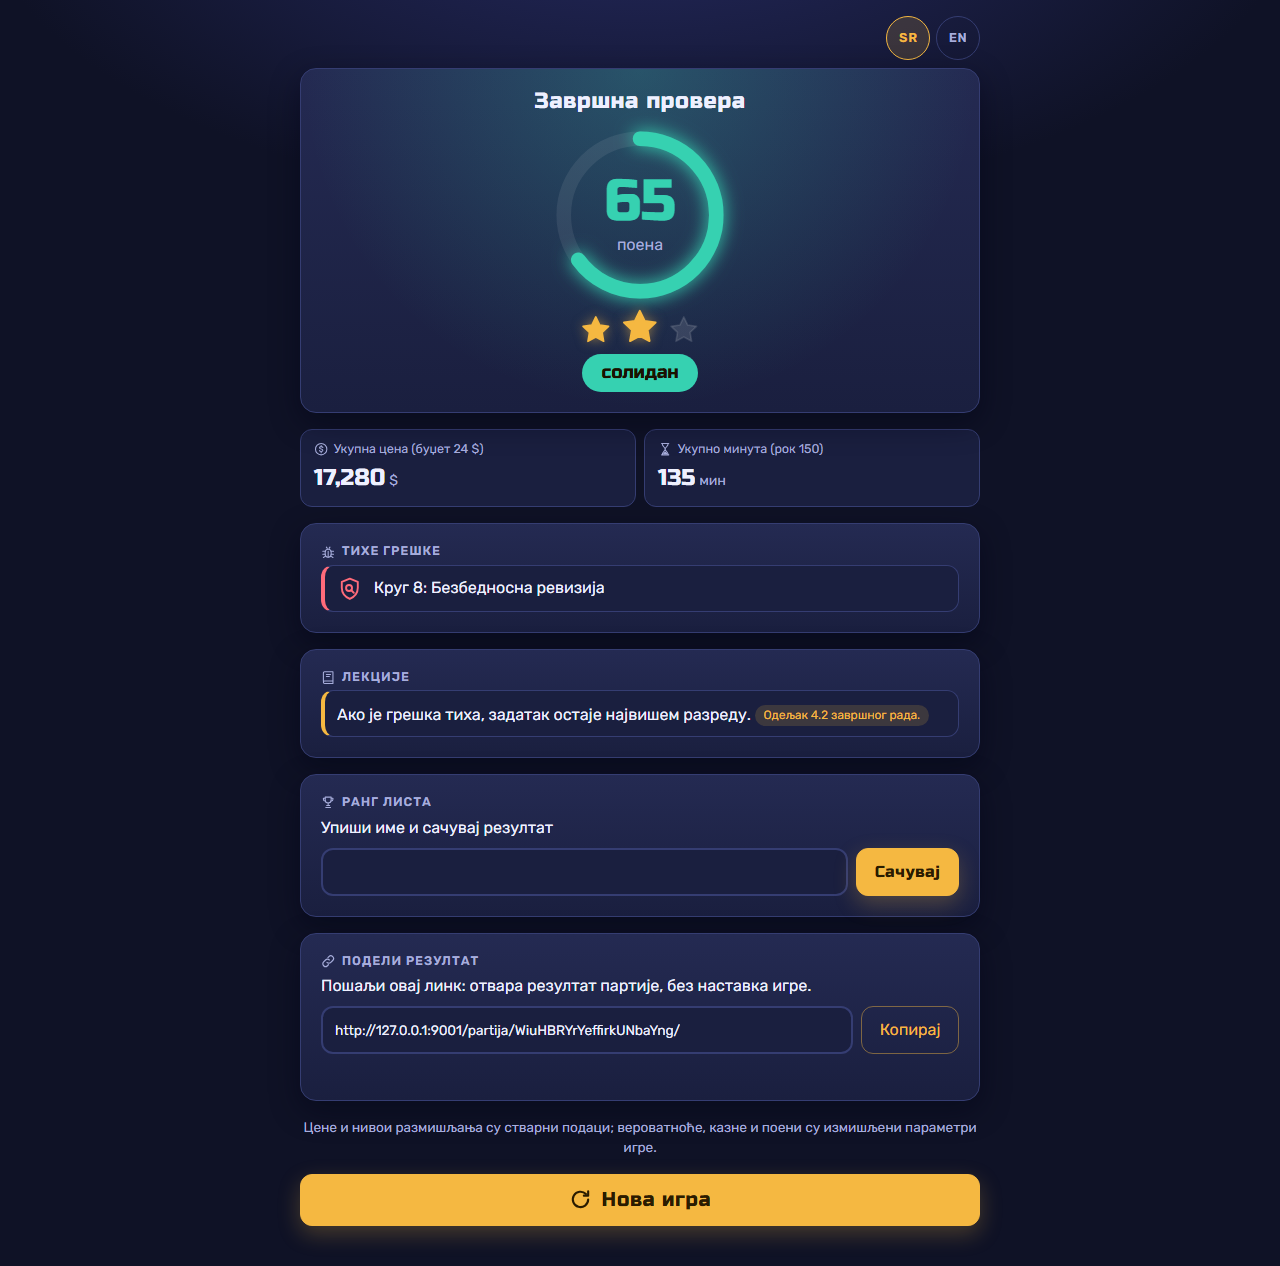 SR EN
Завршна провера
65
поена
солидан
Укупна цена (буџет 24 $)
17,280 $
Укупно минута (рок 150)
135 мин
ТИХЕ ГРЕШКЕ
Круг 8: Безбедносна ревизија
ЛЕКЦИЈЕ
Ако је грешка тиха, задатак остаје највишем разреду. Одељак 4.2 завршног рада.
РАНГ ЛИСТА
Упиши име и сачувај резултат
Сачувај
ПОДЕЛИ РЕЗУЛТАТ
Пошаљи овај линк: отвара резултат партије, без наставка игре.
http://127.0.0.1:9001/partija/WiuHBRYrYeffirkUNbaYng/
Копирај
Цене и нивои размишљања су стварни подаци; вероватноће, казне и поени су измишљени параметри
игре.
Нова игра